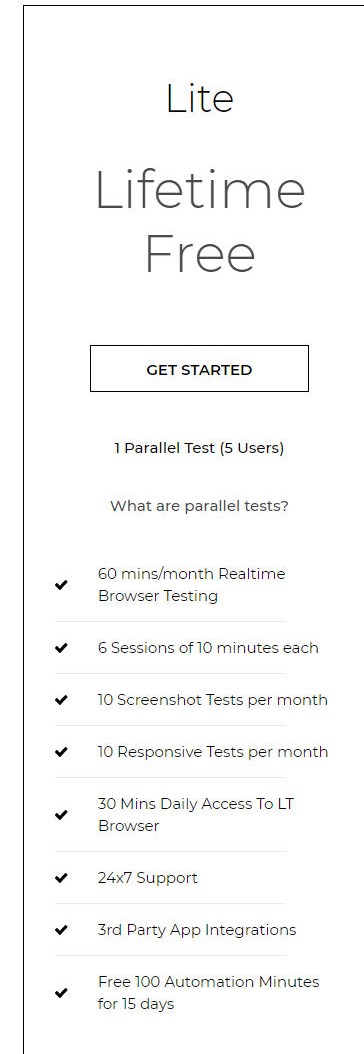 Lite
Lifetime
Free
GET STARTED
1 Parallel Test (5 Users)
What are parallel tests?
60 mins/month Realtime
Browser Testing
6 Sessions of 10 minutes each
10 Screenshot Tests per month
10 Responsive Tests per month
30 Mins Daily Access To LT
Browser
24x7 Support
3rd Party App Integrations
Free 100 Automation Minutes
for 15 days